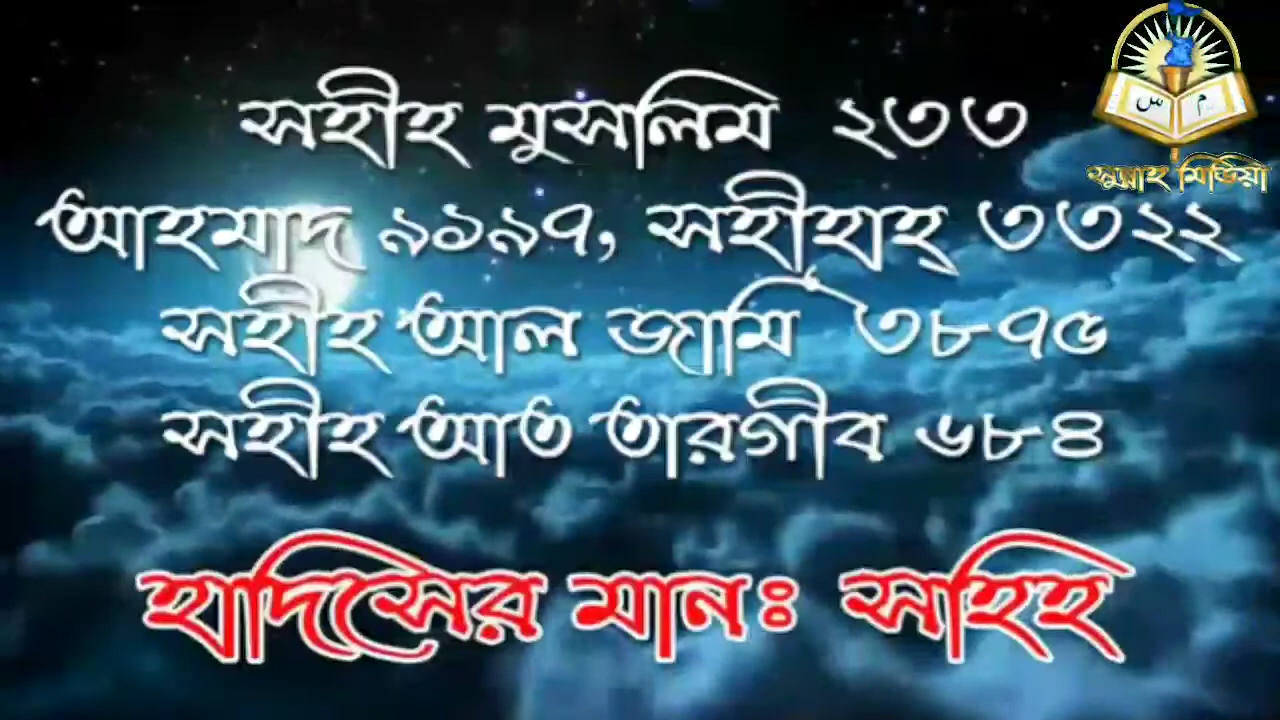 সহীহ মুসলিম ২৩৩
আহমাদ ৯১৯৭, সহীহাহ্ ৩৩২২
সহীহ আল জামি' ৩৮৭৫
সহীহ আত তারগীব ৬৮৪
হাদিসের মানঃ সহিহ
س م
সুন্নাহ মিডিয়া